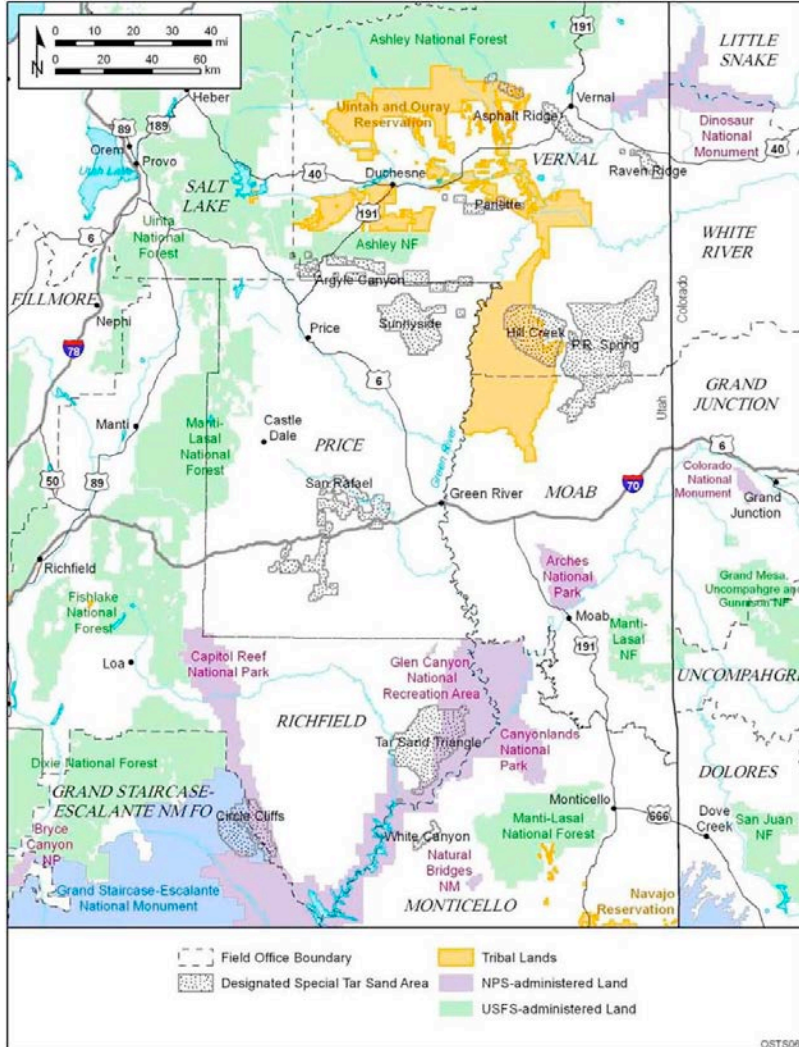 0 10 20 30 40
mi
0 20 40 60
km
N
Ashley National Forest
191
LITTLE
SNAKE
Heber
Uintah and Ouray
Reservation
Asphalt Ridge
Vernal
Dinosaur
National
Monument
89
189
Orem
Provo
Utah Lake
40
VERNAL
40
Raven Ridge
SALT
LAKE
Duchesne
191
Pariette
6
Uinta
National
Forest
Ashley NF
WHITE
RIVER
Argyle Canyon
FILLMORE
Nephi
Sunnyside
Hill Creek
P.R. Spring
Colorado
Utah
78
Price
6
GRAND
JUNCTION
Manti
Manti-
Lasal
National
Forest
Castle
Dale
PRICE
Green River
6
50
89
San Rafael
Green River
MOAB
70
Colorado
National
Monument
Grand
Junction
Richfield
Arches
National
Park
Grand Mesa,
Uncompahgre and
Gunnison NF
Fishlake
National
Forest
Moab
Manti-
Lasal
NF
191
Loa
Capitol Reef
National Park
Glen Canyon
National
Recreation Area
UNCOMPAHGRE
RICHFIELD
Tar Sand Triangle
Canyonlands
National
Park
Dixie National Forest
DOLORES
GRAND STAIRCASE-
ESCALANTE NM FO
Circle Cliffs
Monticello
666
Dove
Creek
San Juan
NF
Bryce
Canyon
NP
White Canyon
Manti-Lasal
National Forest
Natural
Bridges
NM
Grand Staircase-Escalante
National Monument
MONTICELLO
Navajo
Reservation
Field Office Boundary
Designated Special Tar Sand Area
Tribal Lands
NPS-administered Land
USFS-administered Land